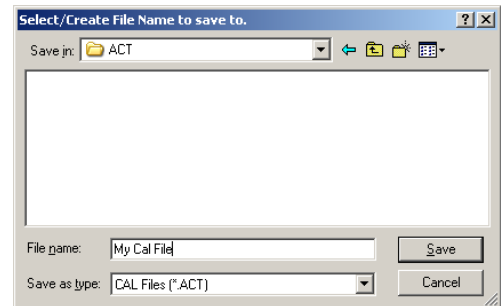 Select/Create File Name to save to.
Save in: ACT
File name: My Cal File
Save
Save as type: CAL Files (*.ACT)
Cancel